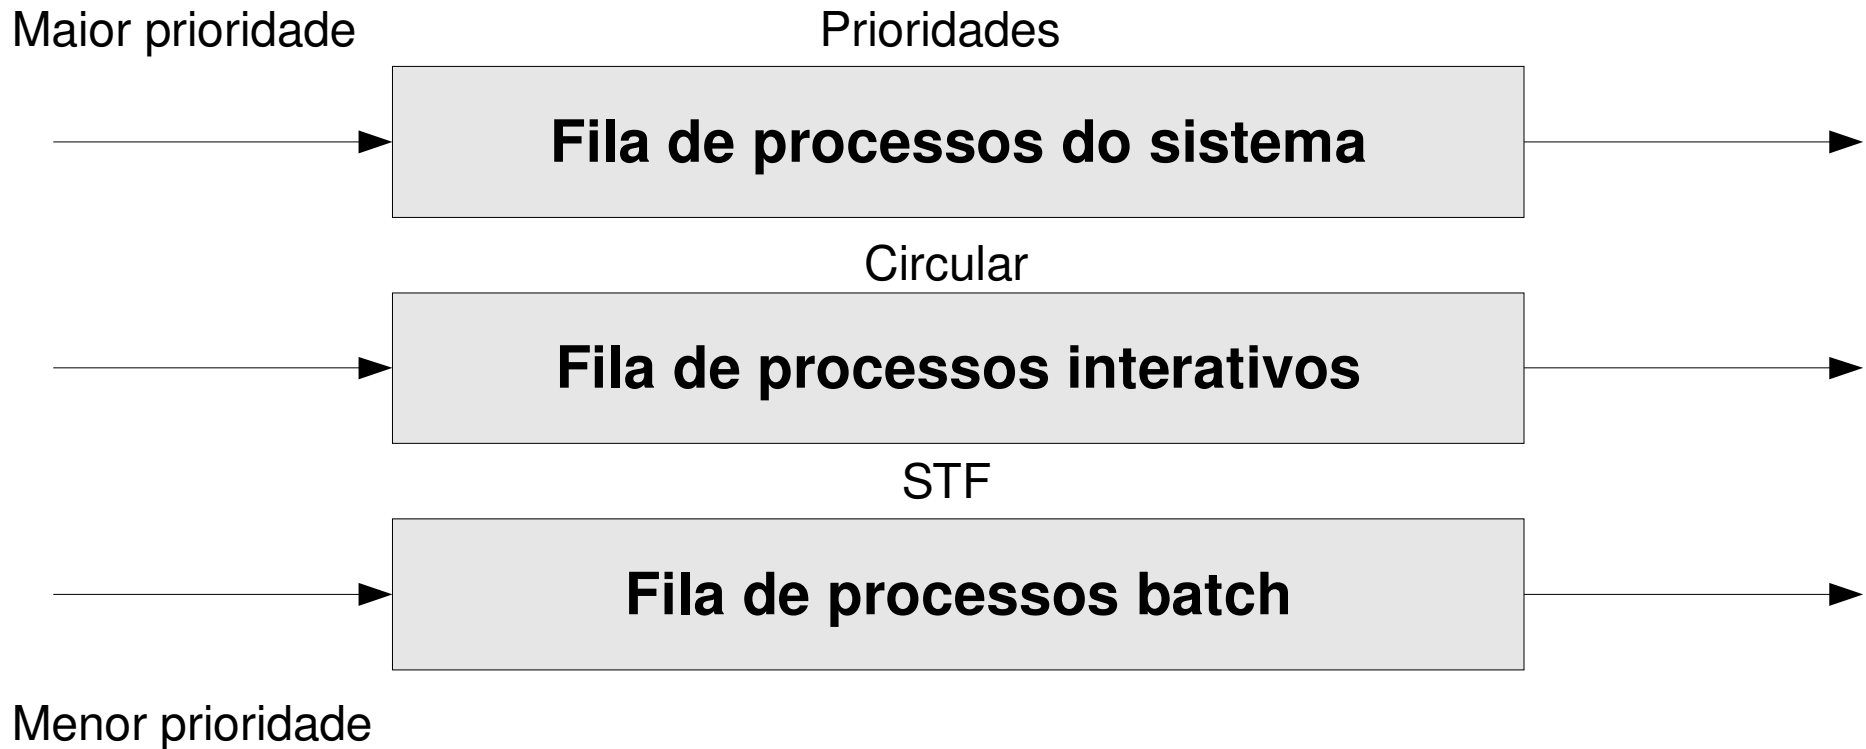 Maior prioridade
Prioridades
Fila de processos do sistema
Circular
Fila de processos interativos
STF
Fila de processos batch
Menor prioridade